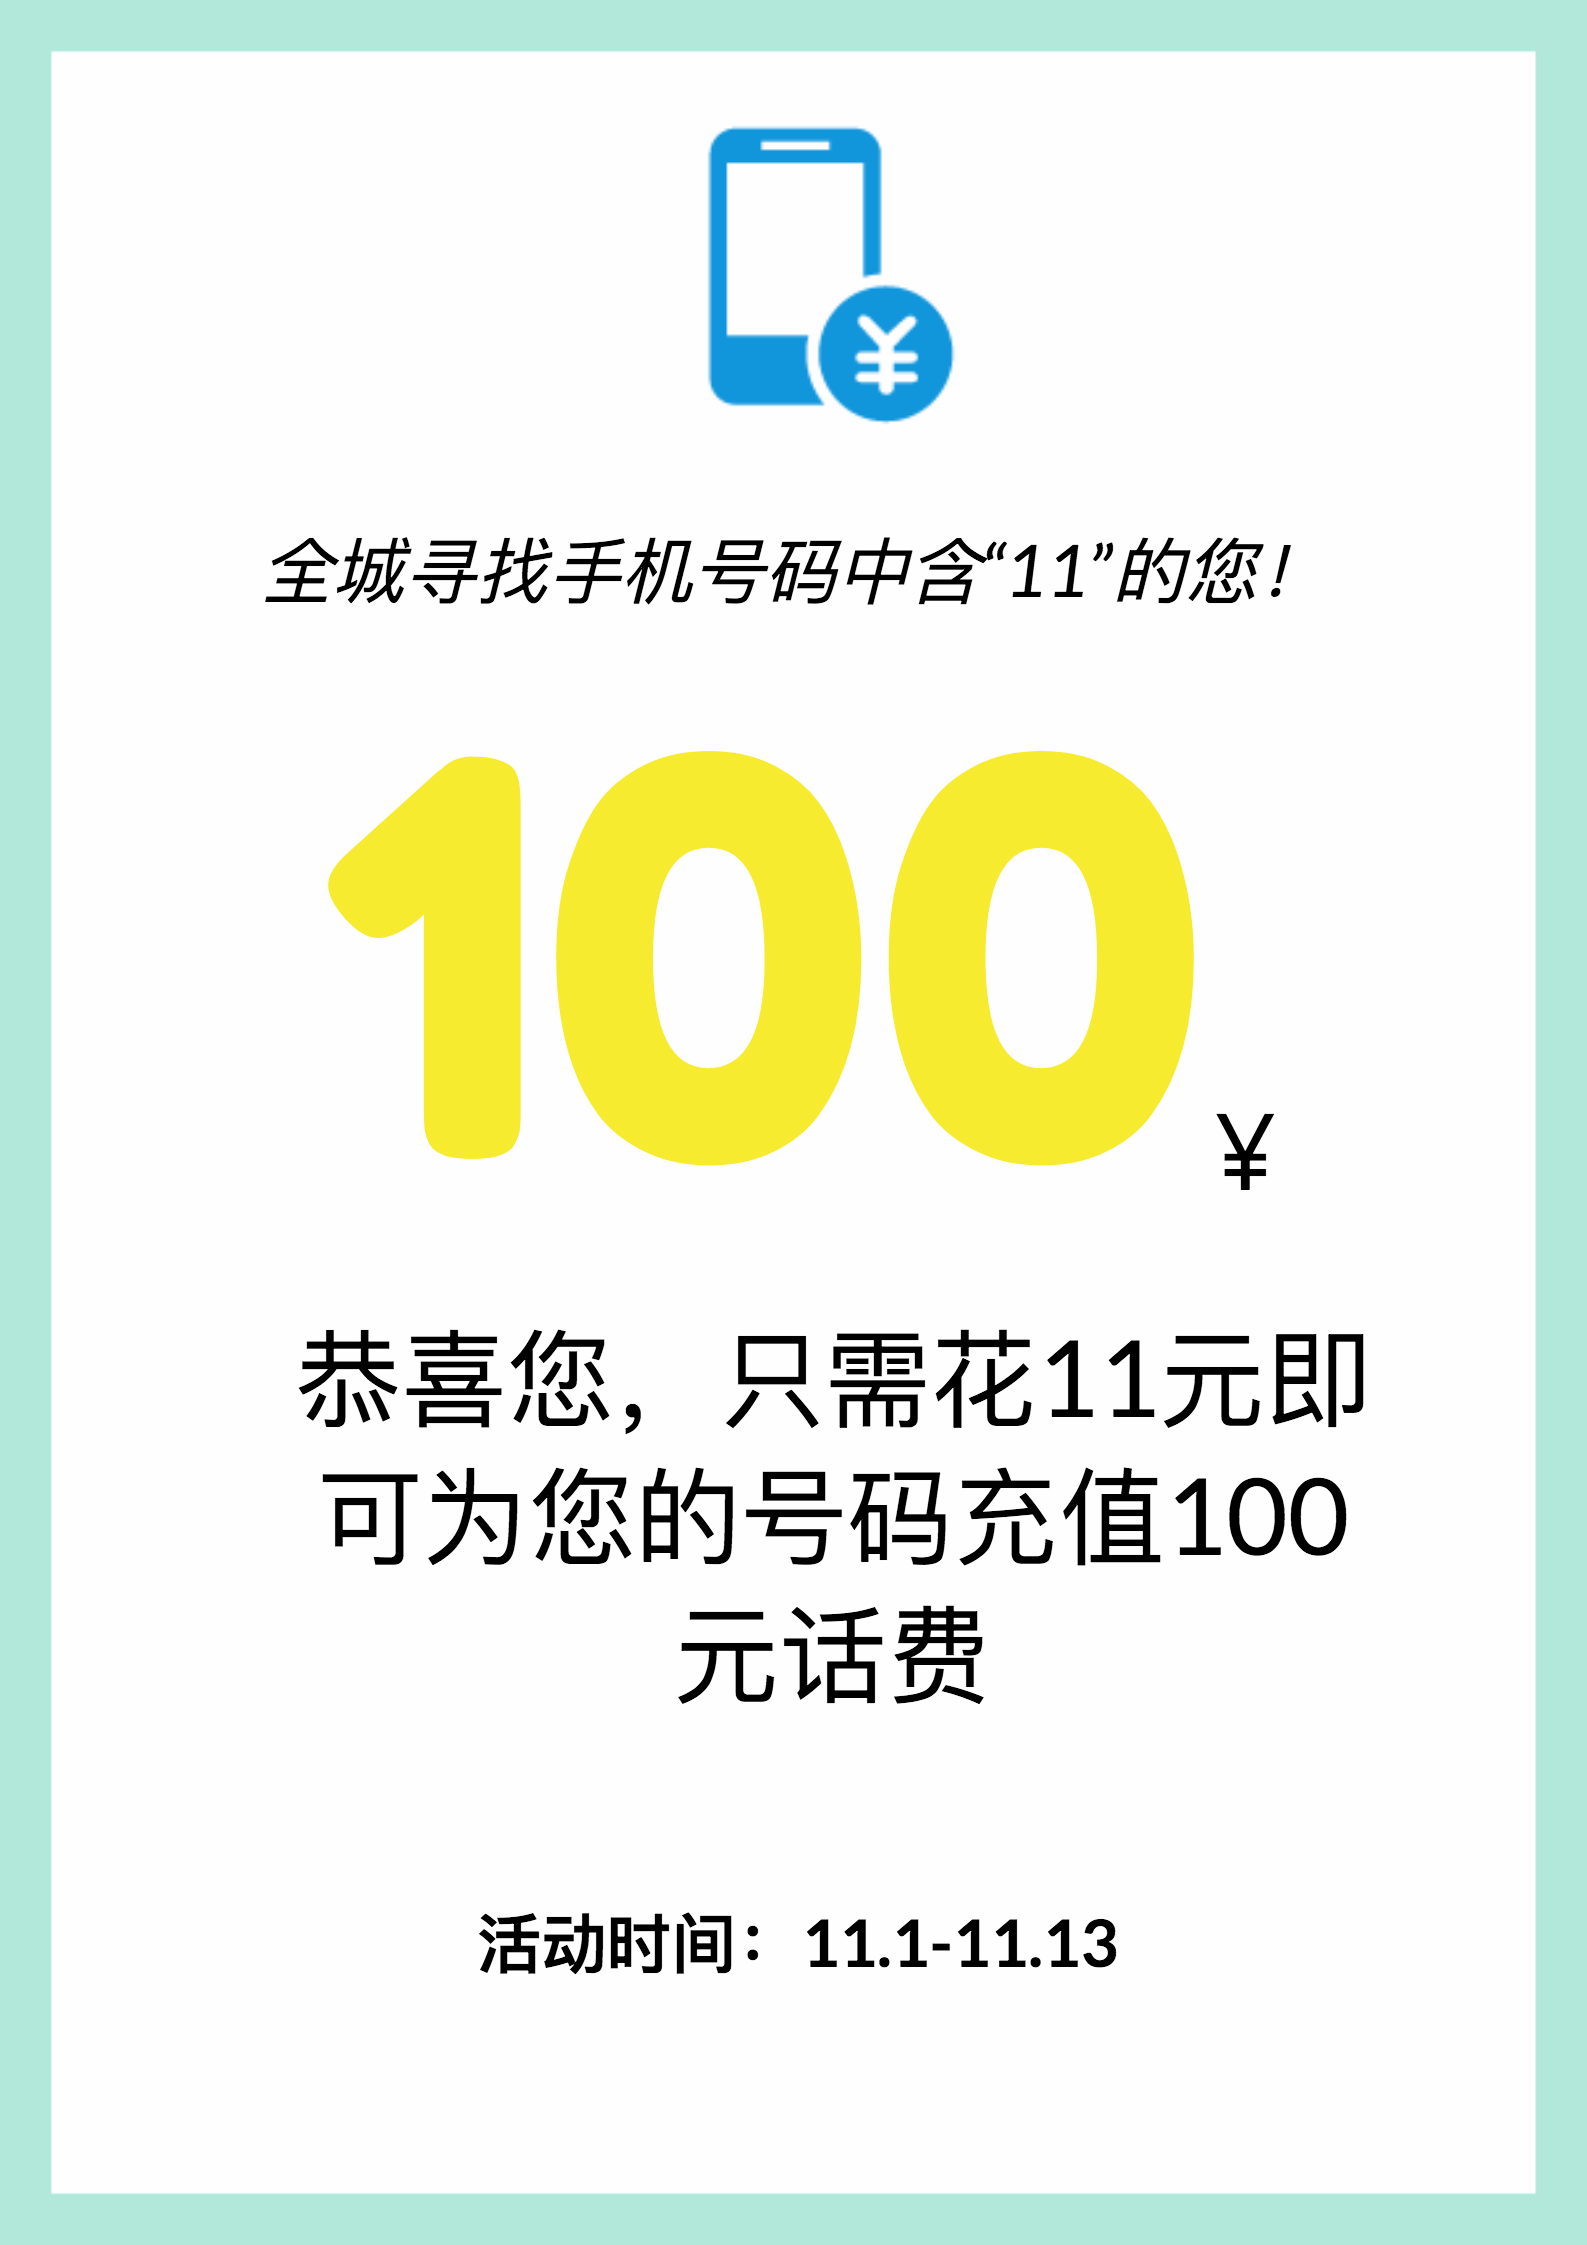 ¥
全城寻找手机号码中含“11”的您！
100
¥
恭喜您，只需花11元即
可为您的号码充值100
元话费
活动时间：11.1-11.13